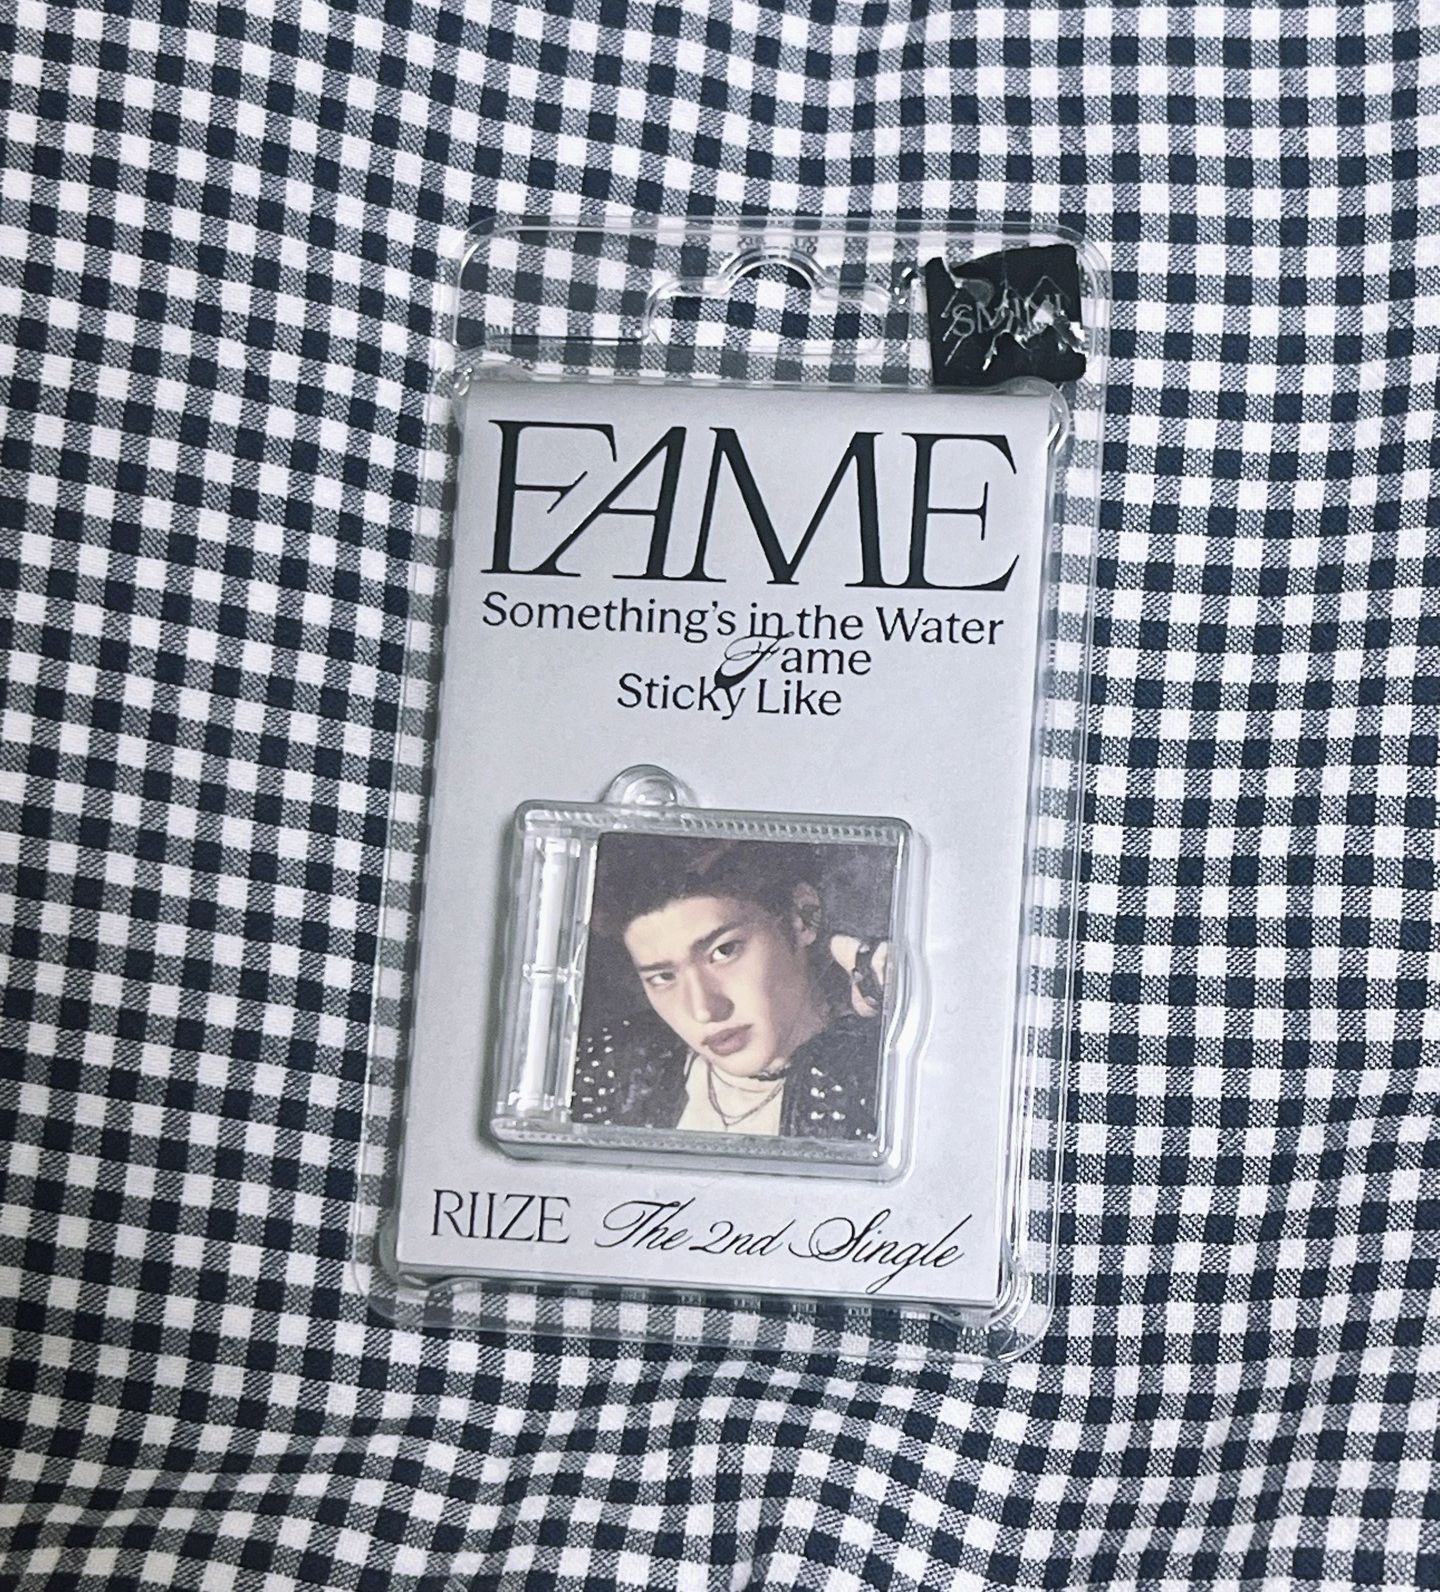 FAME
Something's in the Water
Fame
Sticky Like
RIIZE The 2nd Single